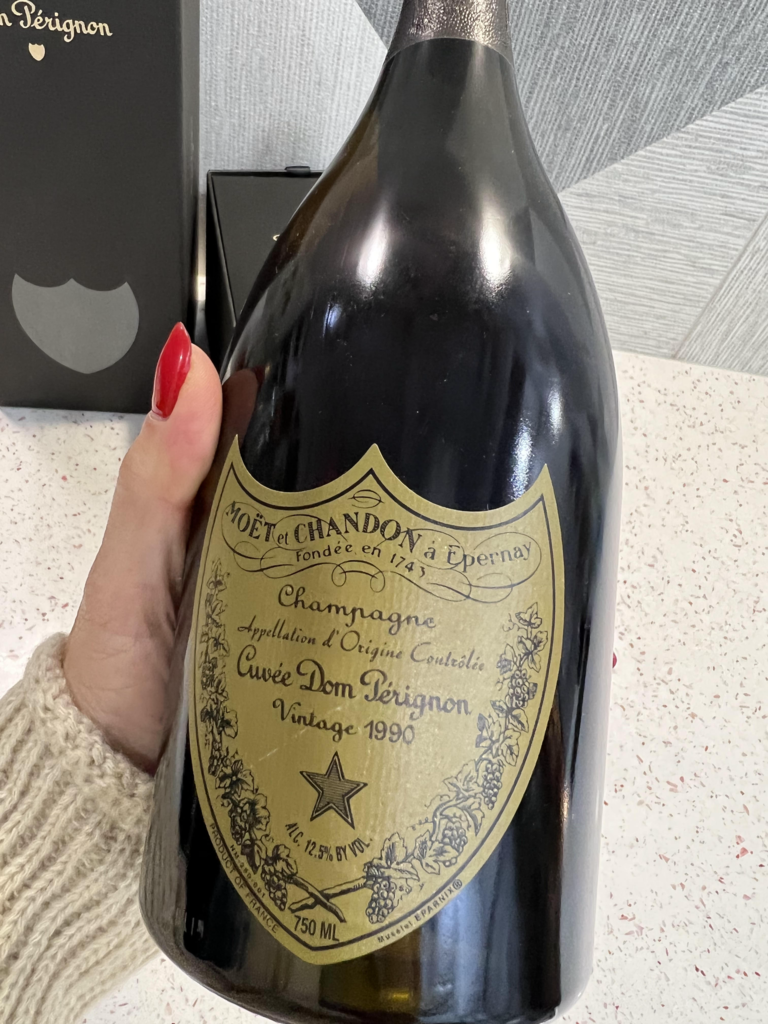 n Pérignon
MOËT et CHANDON à Epernay
Fondée en 1743
Champagne
Appellation d'Origine Contrôlée
Cuvée Dom Pérignon
Vintage 1990
ALC. 12.5% BY VOL.
PRODUCT OF FRANCE
750 ML
Muselet EPARNIX®